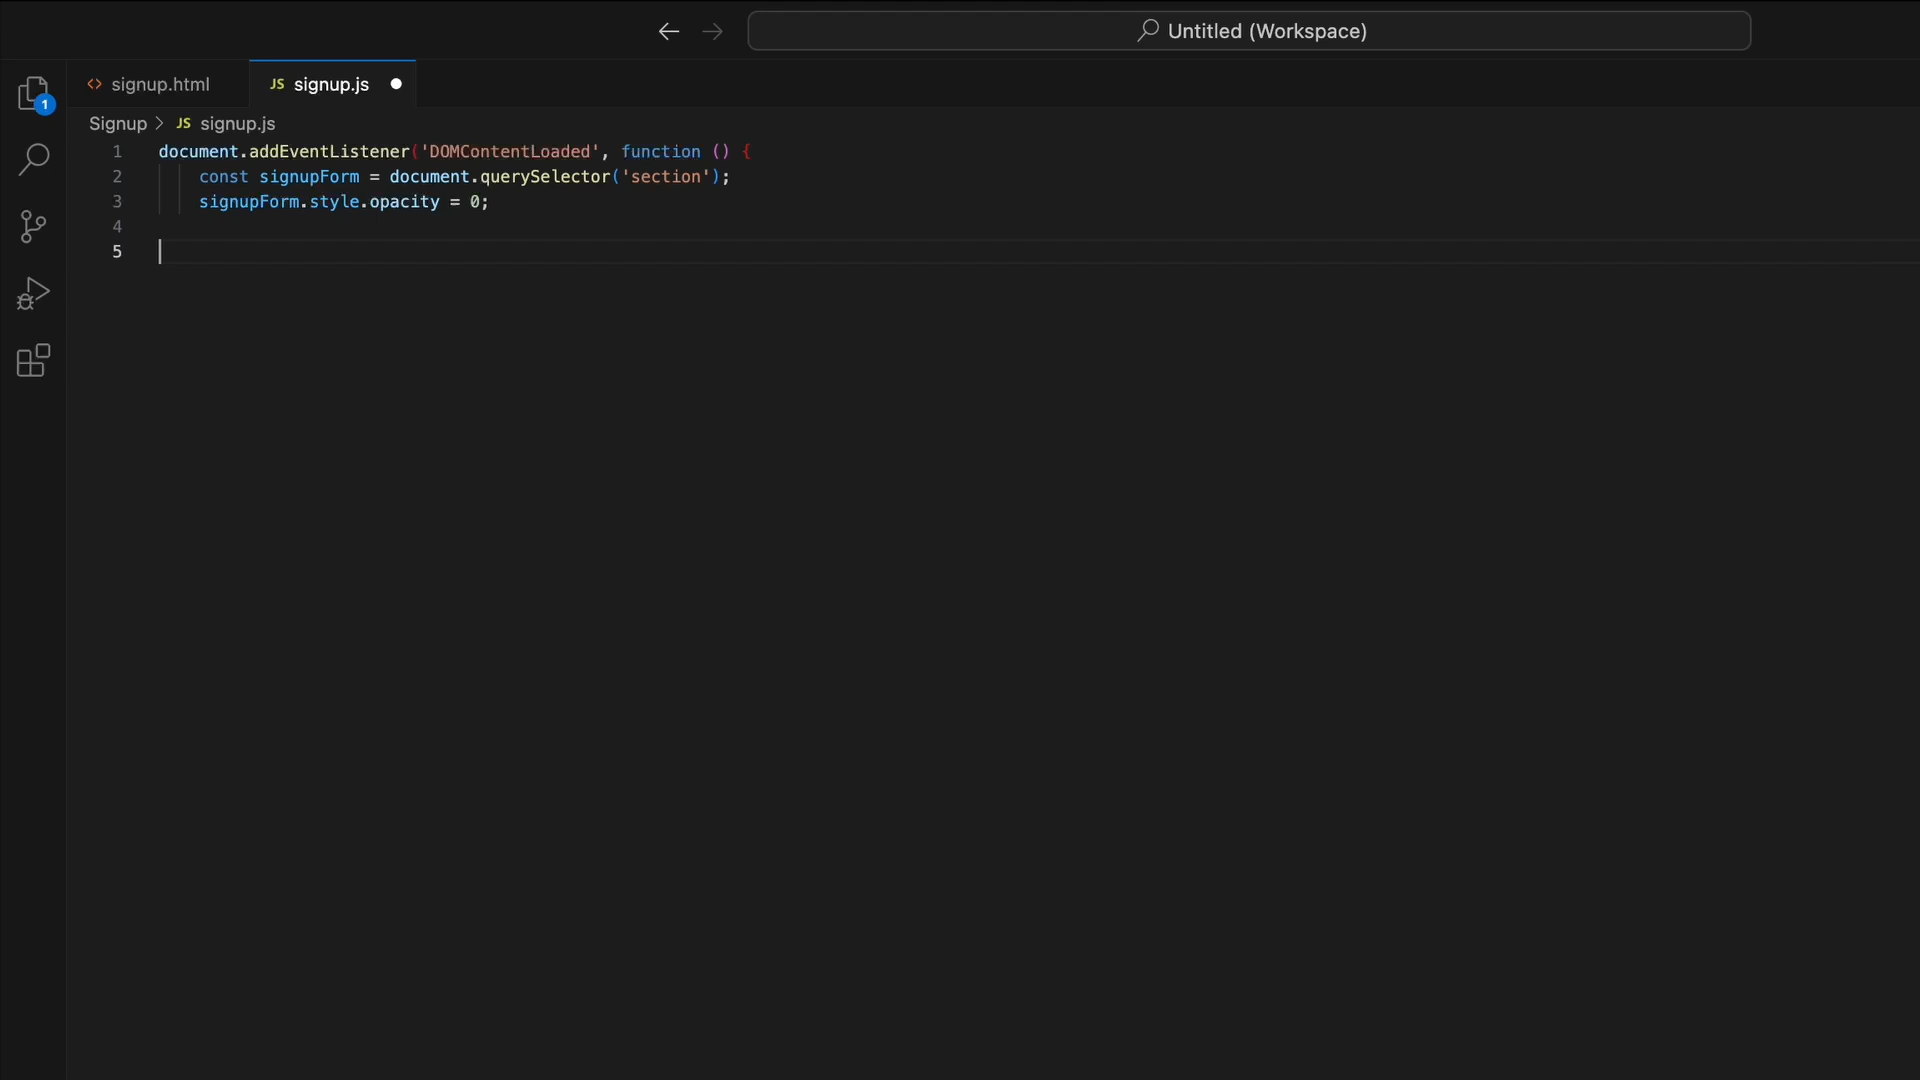 Untitled (Workspace)
1
signup.html
JS signup.js
Signup > JS signup.js
1 document.addEventListener('DOMContentLoaded', function () {
2 const signupForm = document.querySelector('section');
3 signupForm.style.opacity = 0;
4
5